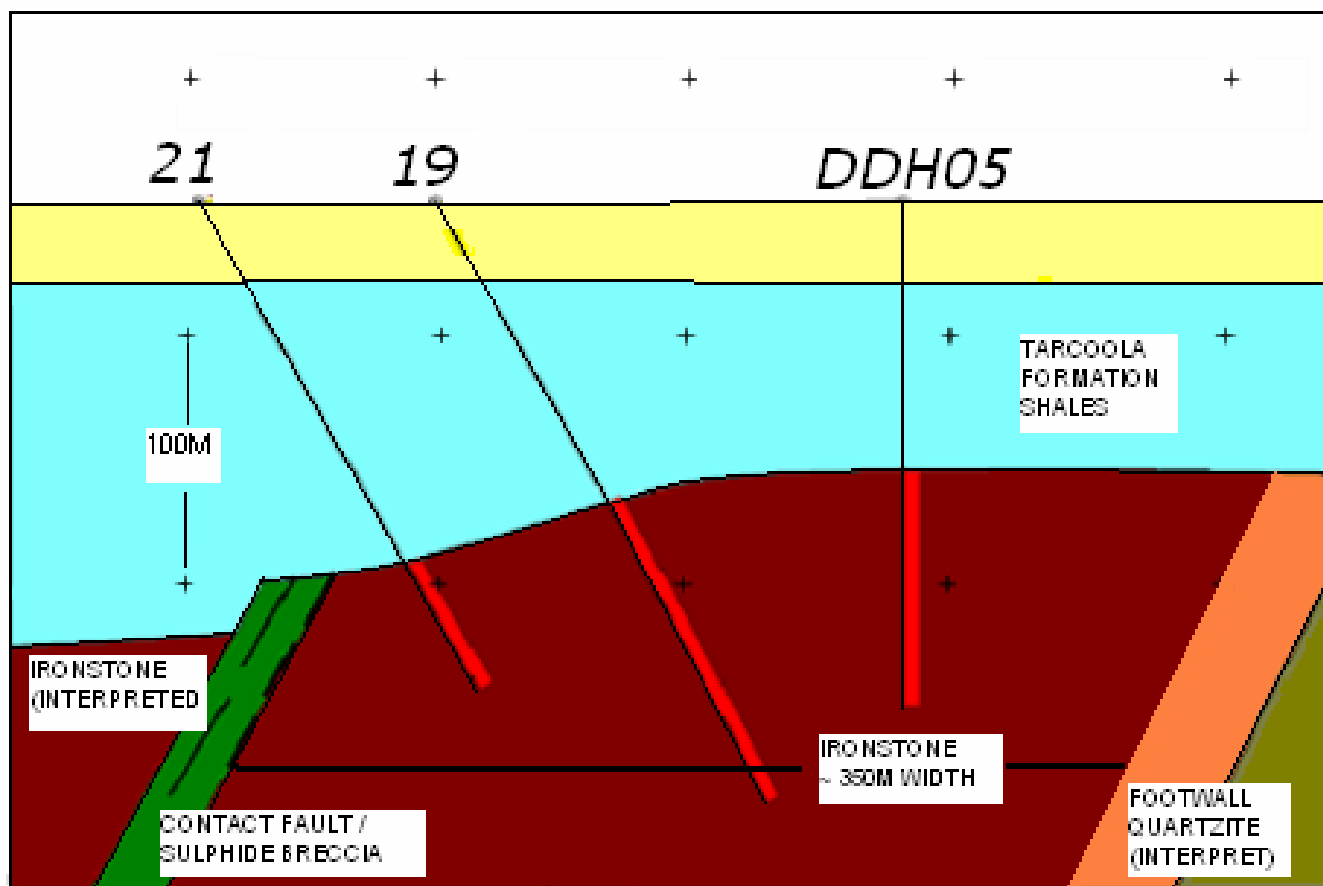 21
19
DDH05
TARCOOLA
FORMATION
SHALES
100M
IRONSTONE
(INTERPRETED
IRONSTONE
~ 350M WIDTH
CONTACT FAULT /
SULPHIDE BRECCIA
FOOTWALL
QUARTZITE
(INTERPRET)